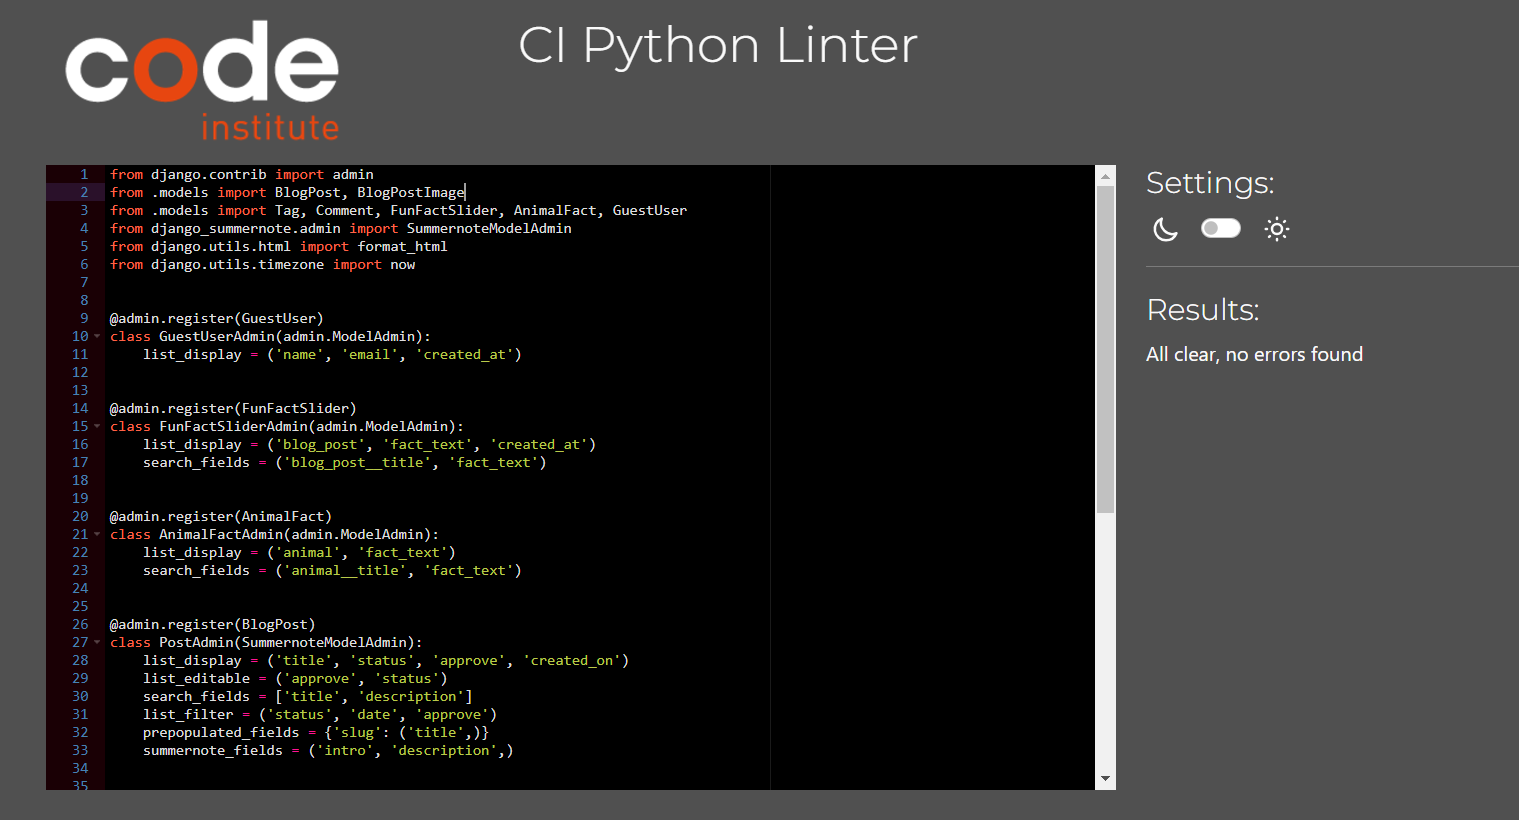 code
institute
CI Python Linter
1 from django.contrib import admin
2 from .models import BlogPost, BlogPostImage
3 from .models import Tag, Comment, FunFactSlider, AnimalFact, GuestUser
4 from django_summernote.admin import SummernoteModelAdmin
5 from django.utils.html import format_html
6 from django.utils.timezone import now
7
8
9 @admin.register(GuestUser)
10 class GuestUserAdmin(admin.ModelAdmin):
11     list_display = ('name', 'email', 'created_at')
12
13
14 @admin.register(FunFactSlider)
15 class FunFactSliderAdmin(admin.ModelAdmin):
16     list_display = ('blog_post', 'fact_text', 'created_at')
17     search_fields = ('blog_post__title', 'fact_text')
18
19
20 @admin.register(AnimalFact)
21 class AnimalFactAdmin(admin.ModelAdmin):
22     list_display = ('animal', 'fact_text')
23     search_fields = ('animal__title', 'fact_text')
24
25
26 @admin.register(BlogPost)
27 class PostAdmin(SummernoteModelAdmin):
28     list_display = ('title', 'status', 'approve', 'created_on')
29     list_editable = ('approve', 'status')
30     search_fields = ['title', 'description']
31     list_filter = ('status', 'date', 'approve')
32     prepopulated_fields = {'slug': ('title',)}
33     summernote_fields = ('intro', 'description',)
34
35
Settings:
Results:
All clear, no errors found